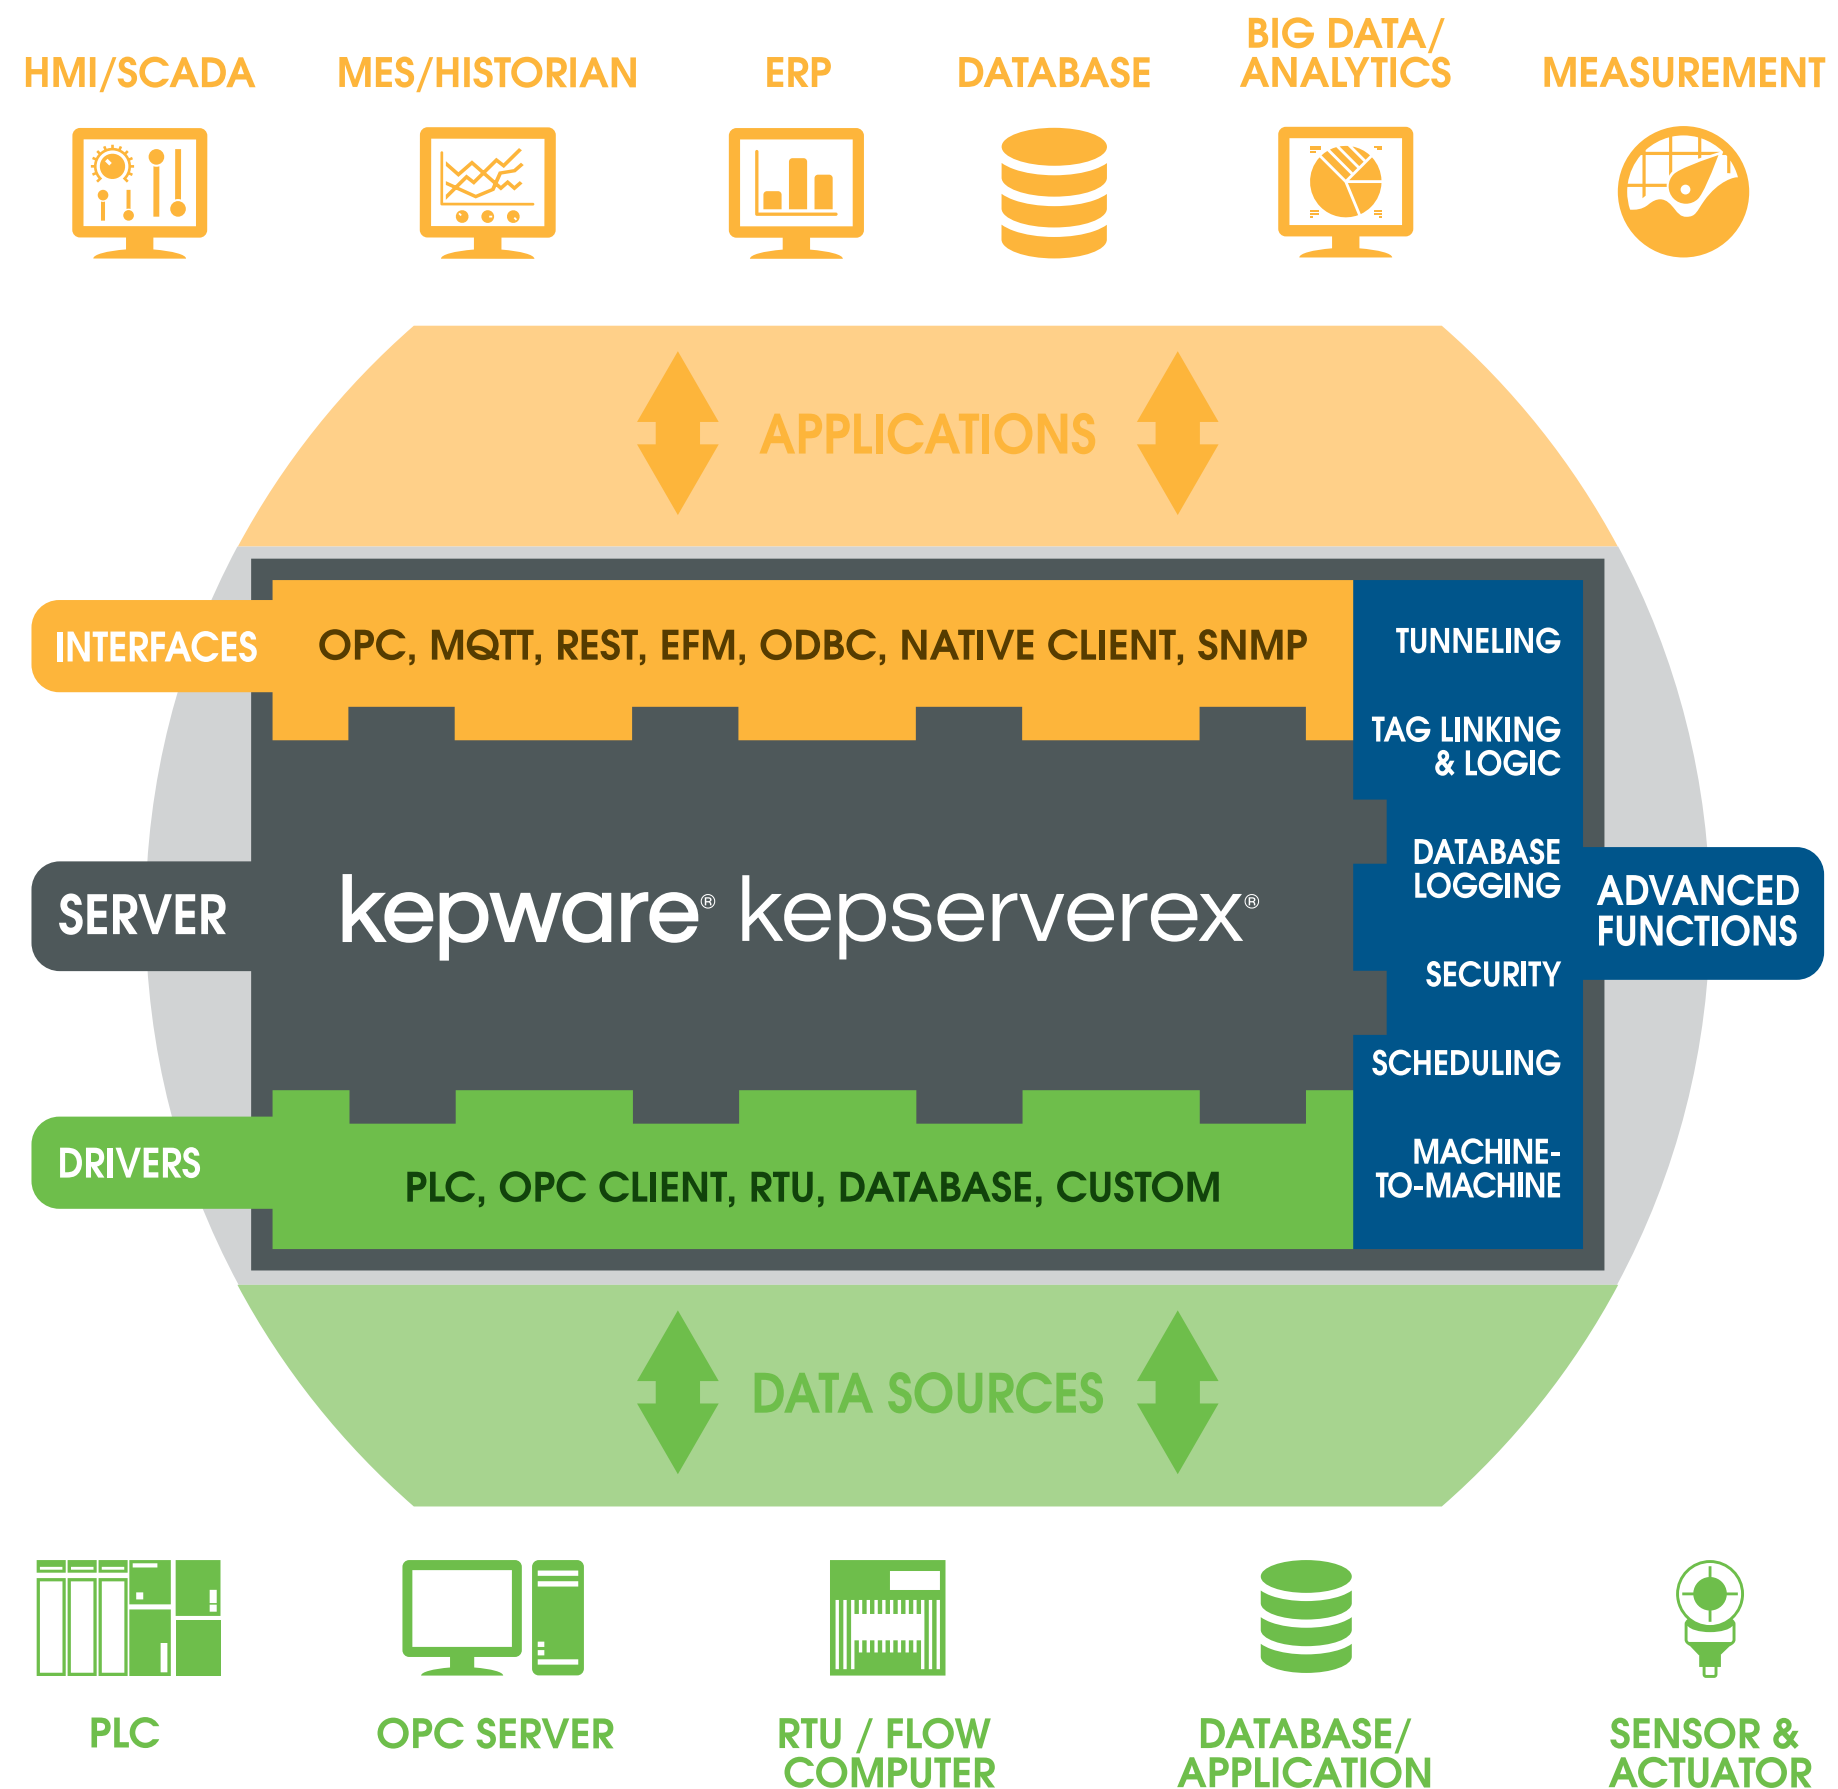 HMI/SCADA
MES/HISTORIAN
ERP
DATABASE
BIG DATA/
ANALYTICS
MEASUREMENT
APPLICATIONS
INTERFACES
OPC, MQTT, REST, EFM, ODBC, NATIVE CLIENT, SNMP
TUNNELING
TAG LINKING
& LOGIC
DATABASE
LOGGING
SECURITY
SCHEDULING
MACHINE-
TO-MACHINE
ADVANCED
FUNCTIONS
SERVER
kepware® kepserverex®
DRIVERS
PLC, OPC CLIENT, RTU, DATABASE, CUSTOM
DATA SOURCES
PLC
OPC SERVER
RTU / FLOW
COMPUTER
DATABASE/
APPLICATION
SENSOR &
ACTUATOR